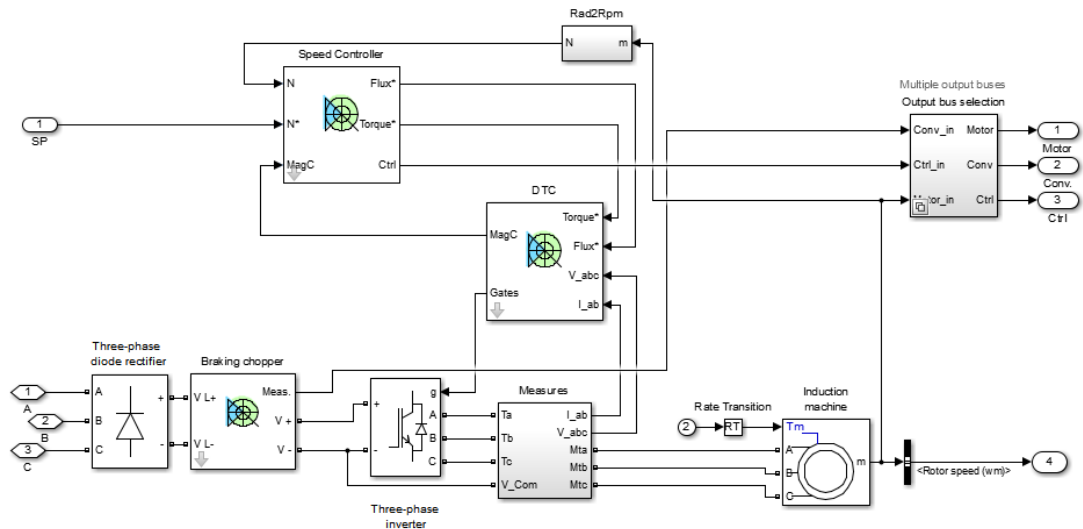 Rad2Rpm
N
m
Speed Controller
N
Flux*
N*
Torque*
MagC
Ctrl
1
SP
Multiple output buses
Output bus selection
Conv_in
Motor
Ctrl_in
Conv
Ctrl
1
Motor
2
Conv.
3
Ctrl
DTC
Torque*
MagC
Flux*
V_abc
Gates
I_ab
Three-phase
diode rectifier
1
A
2
B
3
C
A
+
B
C
-
Braking chopper
V L+
Meas.
V +
V L-
V -
g
+
A
B
-
C
Three-phase
inverter
Measures
Ta
I_ab
V_abc
Tb
Mta
Tc
Mtb
V_Com
Mtc
Rate Transition
2
RT
Induction
machine
Tm
A
B
C
m
<Rotor speed (wm)>
4